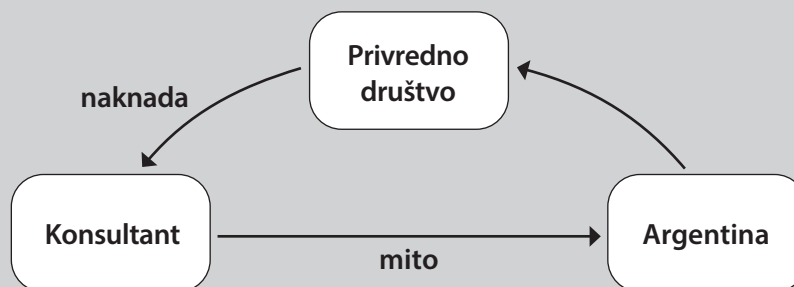 Privredno
društvo
naknada
Konsultant
Argentina
mito